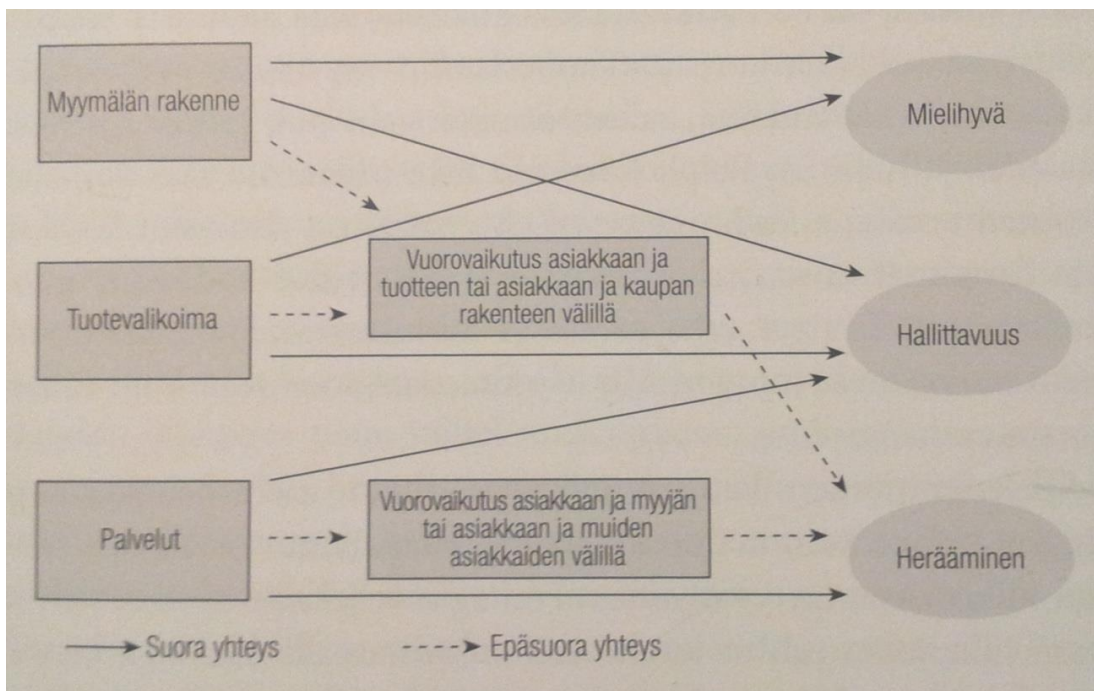 Myymälän rakenne
Mielihyvä
Vuorovaikutus asiakkaan ja
tuotteen tai asiakkaan ja kaupan
rakenteen välillä
Tuotevalikoima
Hallittavuus
Vuorovaikutus asiakkaan ja myyjän
tai asiakkaan ja muiden
asiakkaiden välillä
Palvelut
Herääminen
Suora yhteys
Epäsuora yhteys